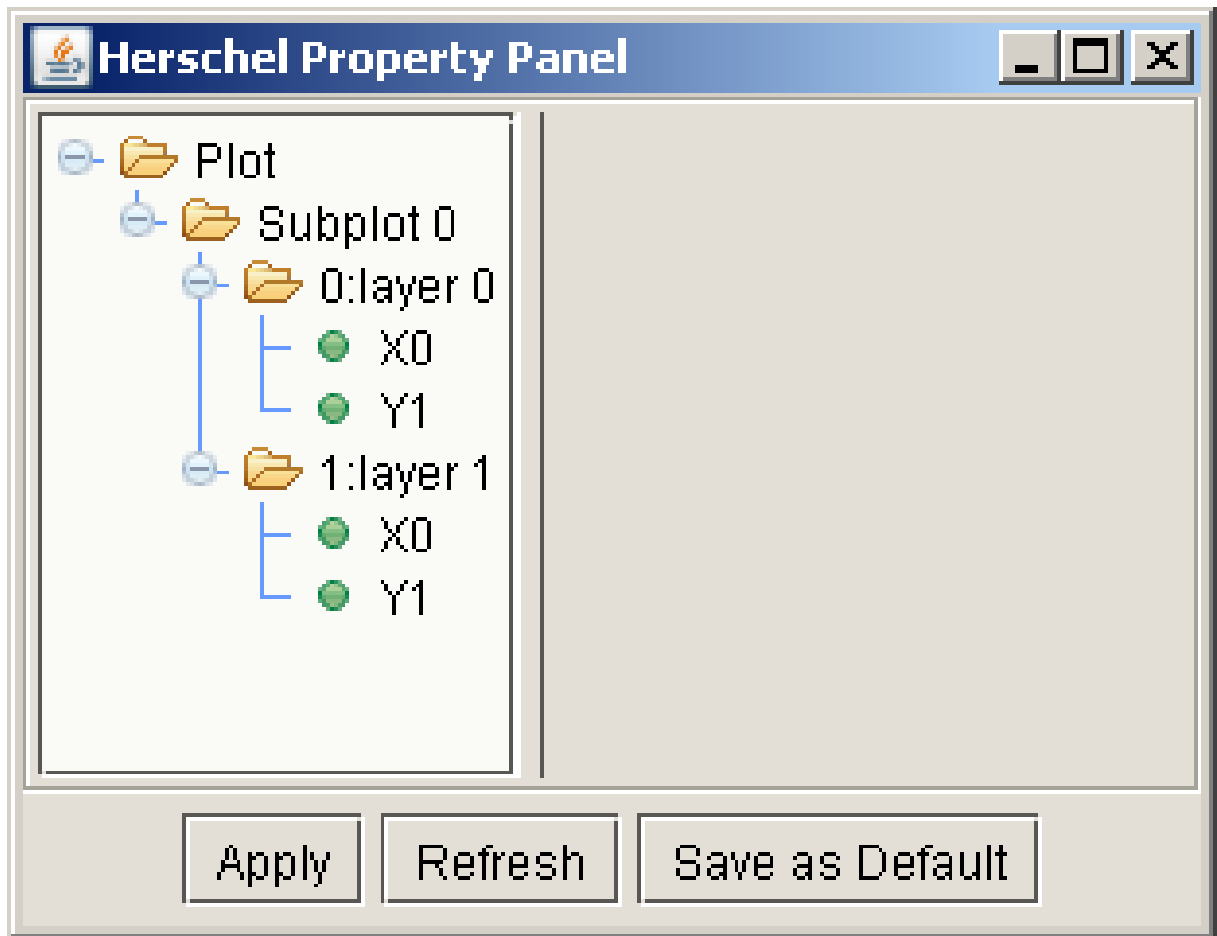 Herschel Property Panel
Plot
Subplot 0
0:layer 0
X0
Y1
1:layer 1
X0
Y1
Apply Refresh Save as Default